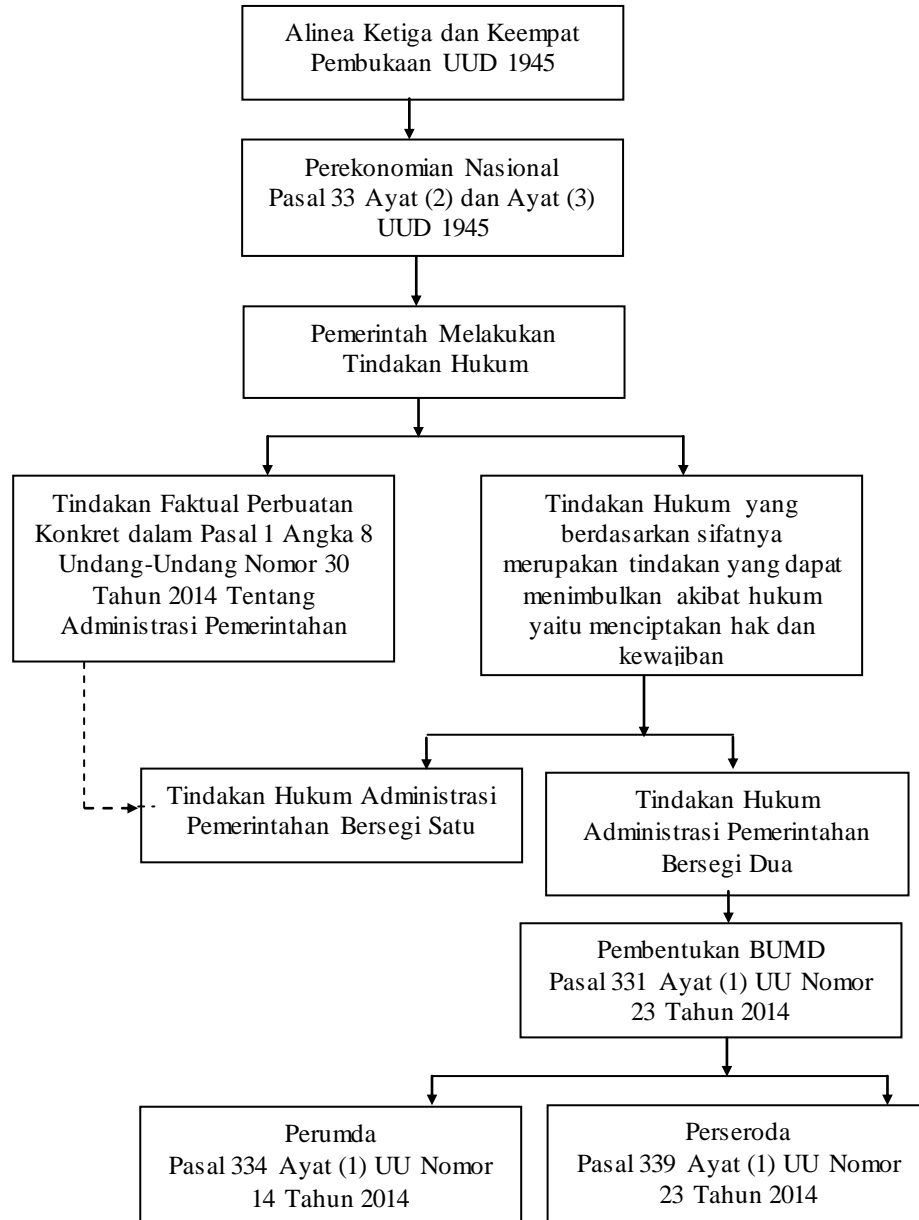 Alinea Ketiga dan Keempat
Pembukaan UUD 1945
Perekonomian Nasional
Pasal 33 Ayat (2) dan Ayat (3)
UUD 1945
Pemerintah Melakukan
Tindakan Hukum
Tindakan Faktual Perbuatan
Konkret dalam Pasal 1 Angka 8
Undang-Undang Nomor 30
Tahun 2014 Tentang
Administrasi Pemerintahan
Tindakan Hukum yang
berdasarkan sifatnya
merupakan tindakan yang dapat
menimbulkan akibat hukum
yaitu menciptakan hak dan
kewajiban
Tindakan Hukum Administrasi
Pemerintahan Bersegi Satu
Tindakan Hukum
Administrasi Pemerintahan
Bersegi Dua
Pembentukan BUMD
Pasal 331 Ayat (1) UU Nomor
23 Tahun 2014
Perumda
Pasal 334 Ayat (1) UU Nomor
14 Tahun 2014
Perseroda
Pasal 339 Ayat (1) UU Nomor
23 Tahun 2014